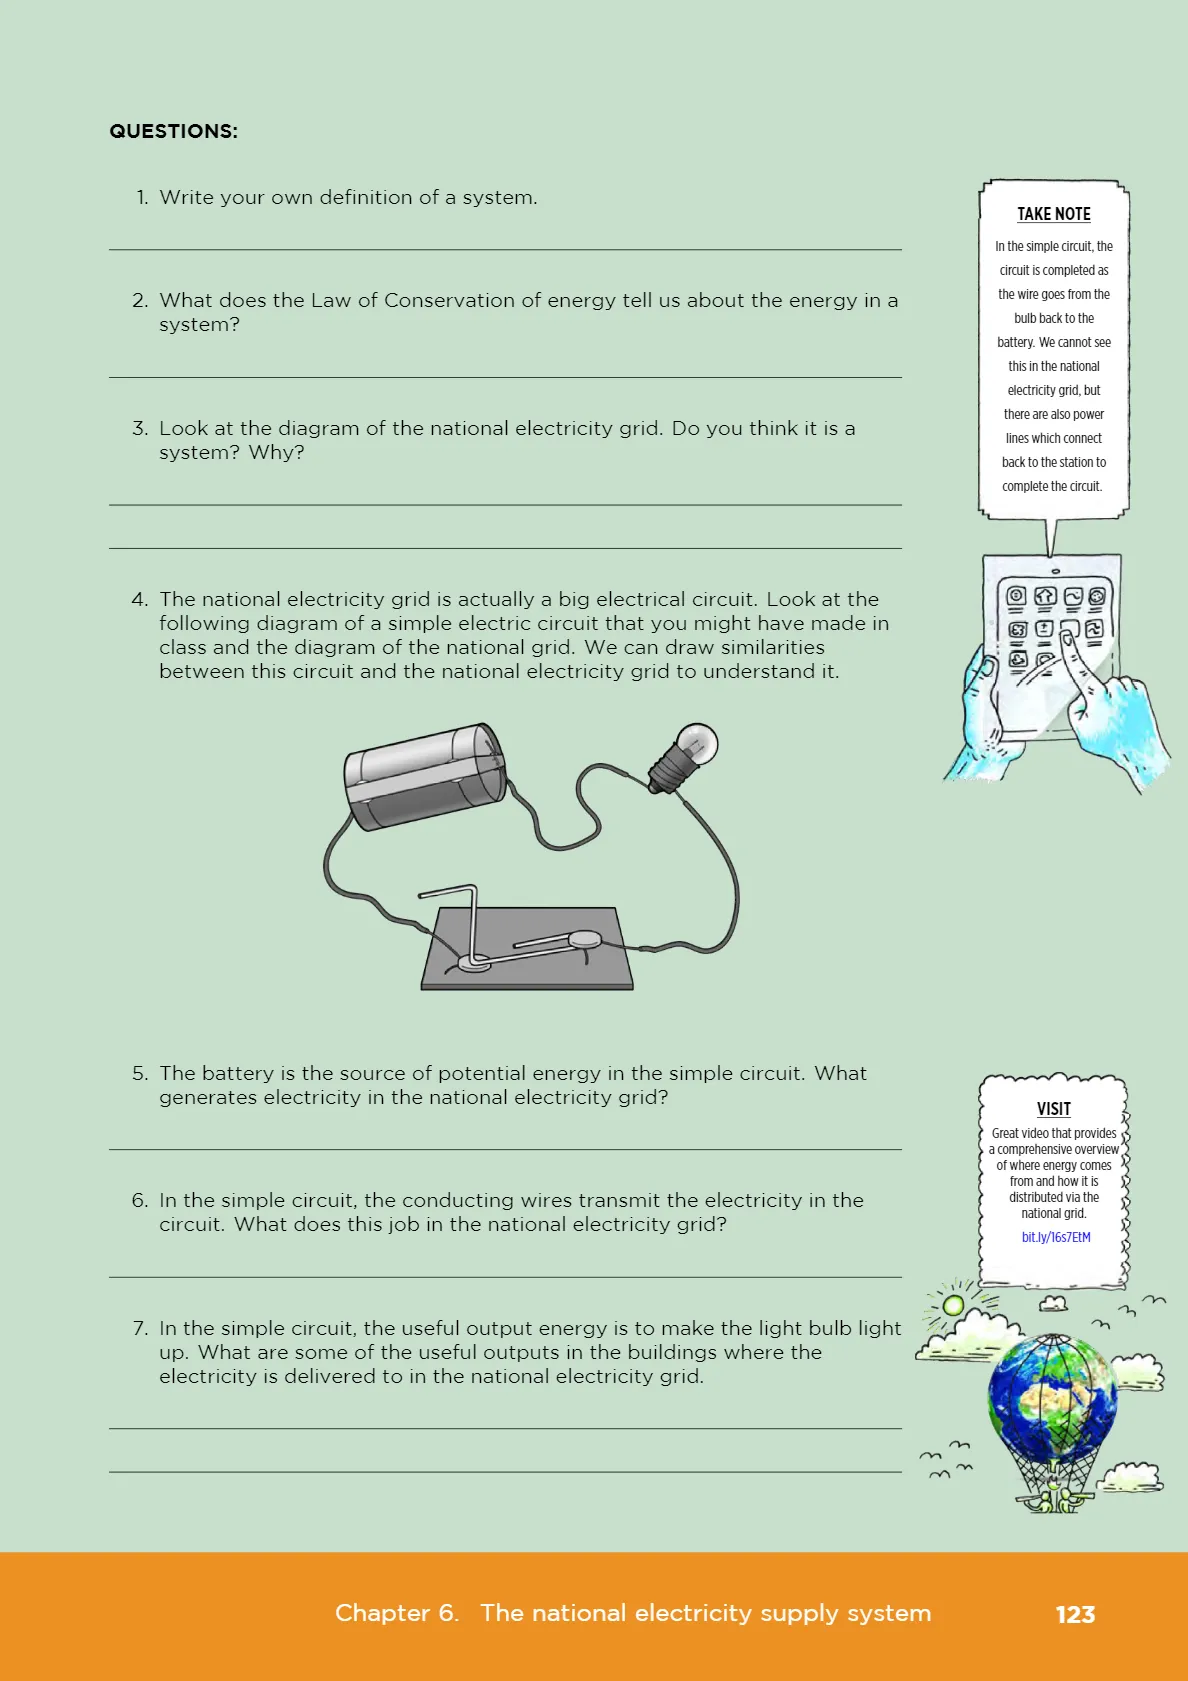 QUESTIONS:
1. Write your own definition of a system.
2. What does the Law of Conservation of energy tell us about the energy in a
system?
3. Look at the diagram of the national electricity grid. Do you think it is a
system? Why?
4. The national electricity grid is actually a big electrical circuit. Look at the
following diagram of a simple electric circuit that you might have made in
class and the diagram of the national grid. We can draw similarities
between this circuit and the national electricity grid to understand it.
5. The battery is the source of potential energy in the simple circuit. What
generates electricity in the national electricity grid?
6. In the simple circuit, the conducting wires transmit the electricity in the
circuit. What does this job in the national electricity grid?
7. In the simple circuit, the useful output energy is to make the light bulb light
up. What are some of the useful outputs in the buildings where the
electricity is delivered to in the national electricity grid.
TAKE NOTE
In the simple circuit, the
circuit is completed as
the wire goes from the
bulb back to the
battery. We cannot see
this in the national
electricity grid, but
there are also power
lines which connect
back to the station to
complete the circuit.
VISIT
Great video that provides
a comprehensive overview
of where energy comes
from and how it is
distributed via the
national grid.
bit.ly/16s7EtM
Chapter 6. The national electricity supply system 123